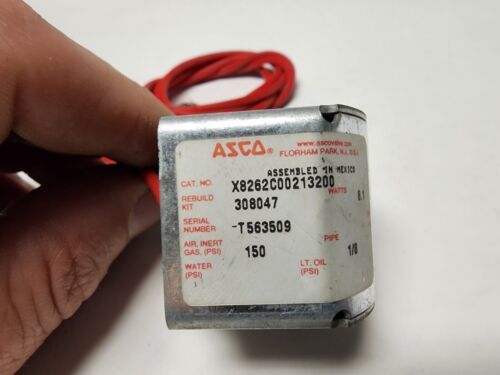 ASCO®
www.ascovalve.com
FLORHAM PARK, N.J. U.S.A.
ASSEMBLED IN MEXICO
CAT. NO. X8262C00213200
WATTS 8.1
REBUILD KIT 308047
SERIAL NUMBER -T563509
AIR, INERT GAS, (PSI) 150
PIPE 1/8
WATER (PSI)
LT. OIL (PSI)